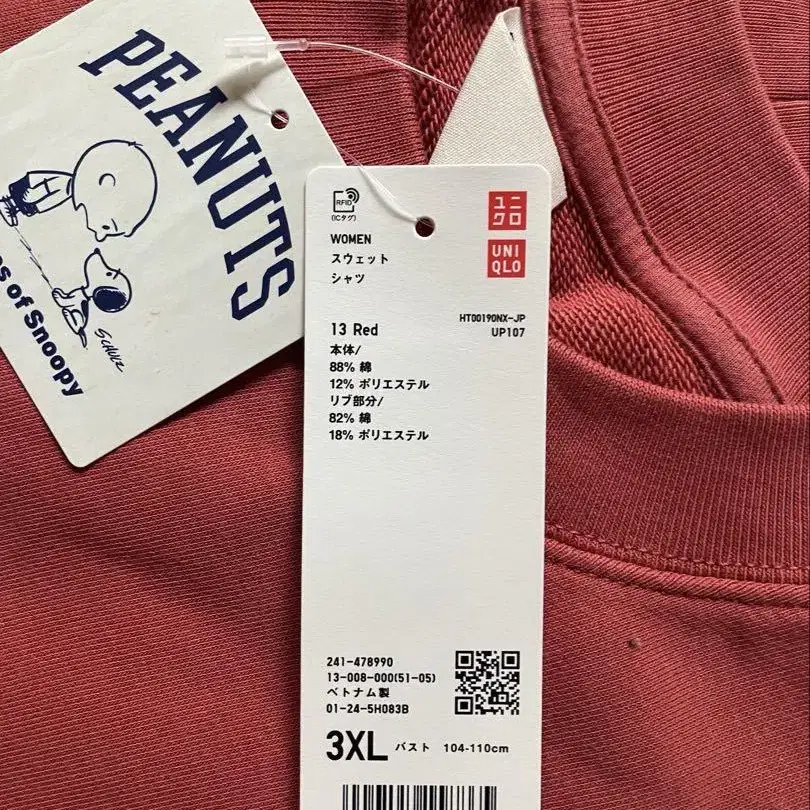 PEANUTS
of Snoopy
SCHULZ
RFID
(ICタグ)
ユニ
クロ
UNI
QLO
WOMEN
スウェット
シャツ
13 Red
HT00190NX-JP
UP107
本体/
88% 綿
12% ポリエステル
リブ部分/
82% 綿
18% ポリエステル
241-478990
13-008-000(51-05)
ベトナム製
01-24-5H083B
3XL バスト 104-110cm